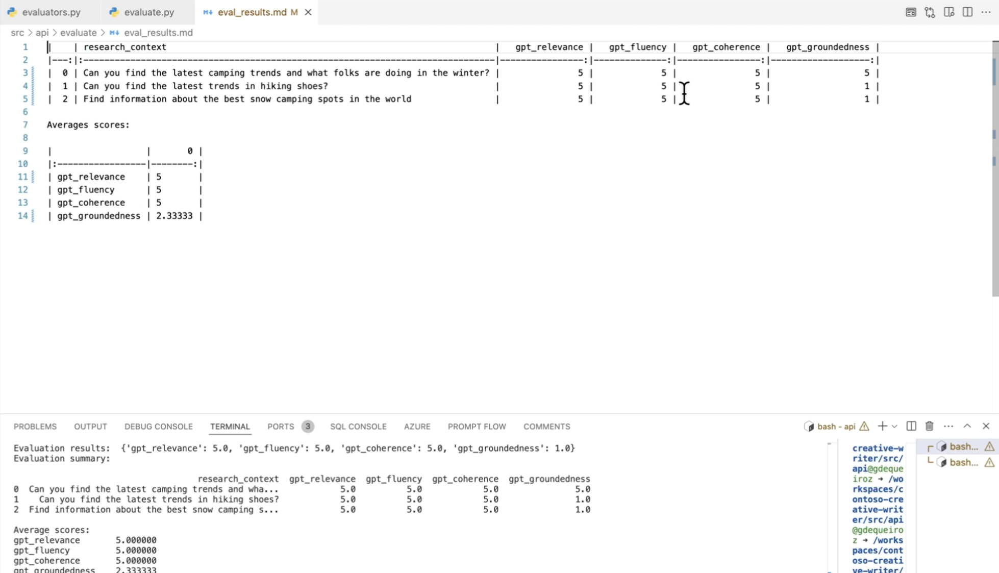 evaluators.py evaluate.py M↓ eval_results.md M
src > api > evaluate > M↓ eval_results.md
1 | | research_context | gpt_relevance | gpt_fluency | gpt_coherence | gpt_groundedness |
2 |---:|:-------------------------------------------------------------------------------|----------------:|--------------:|----------------:|-------------------:|
3 | 0 | Can you find the latest camping trends and what folks are doing in the winter? | 5 | 5 | 5 | 5 |
4 | 1 | Can you find the latest trends in hiking shoes? | 5 | 5 | 5 | 1 |
5 | 2 | Find information about the best snow camping spots in the world | 5 | 5 | 5 | 1 |
6
7 Averages scores:
8
9 | | 0 |
10 |:-----------------|--------:|
11 | gpt_relevance | 5 |
12 | gpt_fluency | 5 |
13 | gpt_coherence | 5 |
14 | gpt_groundedness | 2.33333 |
PROBLEMS OUTPUT DEBUG CONSOLE TERMINAL PORTS 3 SQL CONSOLE AZURE PROMPT FLOW COMMENTS bash - api
Evaluation results: {'gpt_relevance': 5.0, 'gpt_fluency': 5.0, 'gpt_coherence': 5.0, 'gpt_groundedness': 1.0}
Evaluation summary:
research_context gpt_relevance gpt_fluency gpt_coherence gpt_groundedness
0 Can you find the latest camping trends and wha... 5.0 5.0 5.0 5.0
1 Can you find the latest trends in hiking shoes? 5.0 5.0 5.0 1.0
2 Find information about the best snow camping s... 5.0 5.0 5.0 1.0
Average scores:
gpt_relevance 5.000000
gpt_fluency 5.000000
gpt_coherence 5.000000
gpt_groundedness 2.333333
creative-w
riter/src/
api@gdeque
iroz → /wo
rkspaces/c
ontoso-cre
ative-writ
er/src/api
@gdequeiro
z → /works
paces/cont
oso-creati
ve-writer/
bash...
bash...